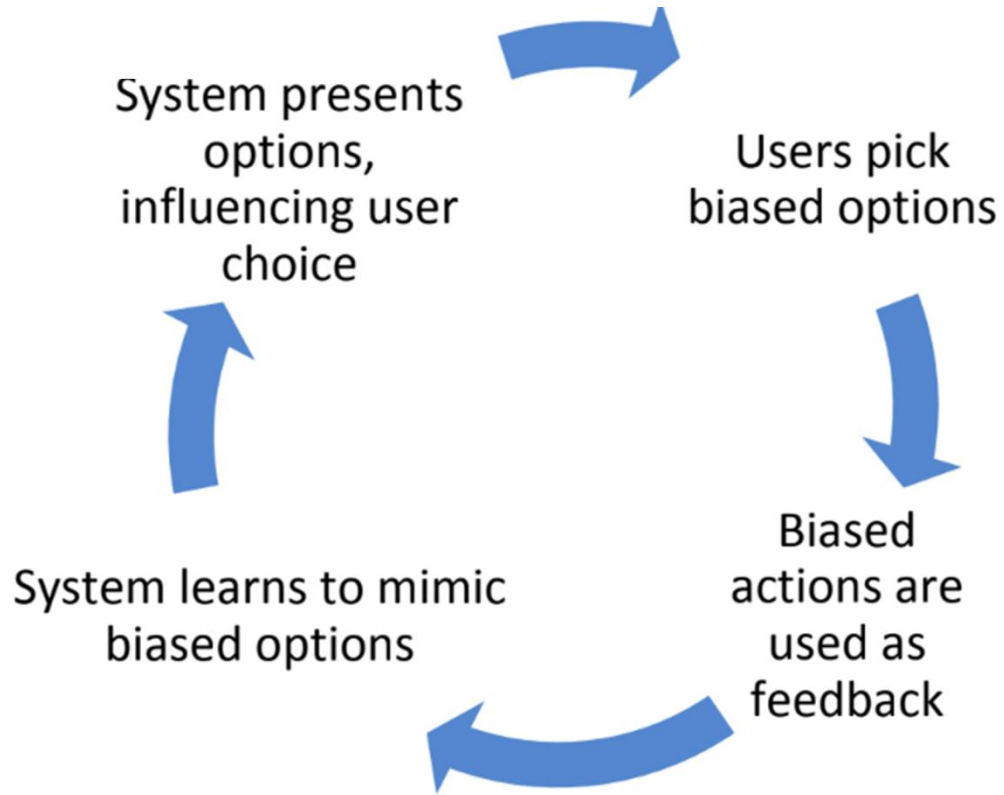 System presents
options,
influencing user
choice
Users pick
biased options
Biased
actions are
used as
feedback
System learns to mimic
biased options